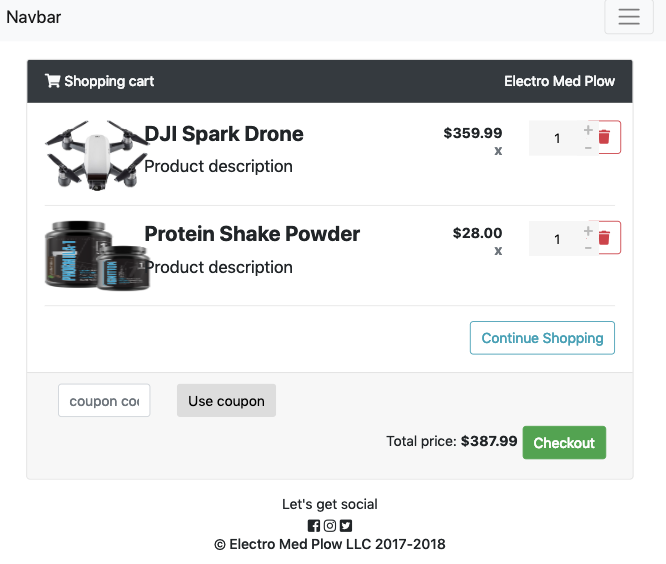 Navbar
Shopping cart Electro Med Plow
DJI Spark Drone $359.99 x 1 + -
Product description
Protein Shake Powder $28.00 x 1 + -
Product description
Continue Shopping
coupon co Use coupon
Total price: $387.99 Checkout
Let's get social
© Electro Med Plow LLC 2017-2018